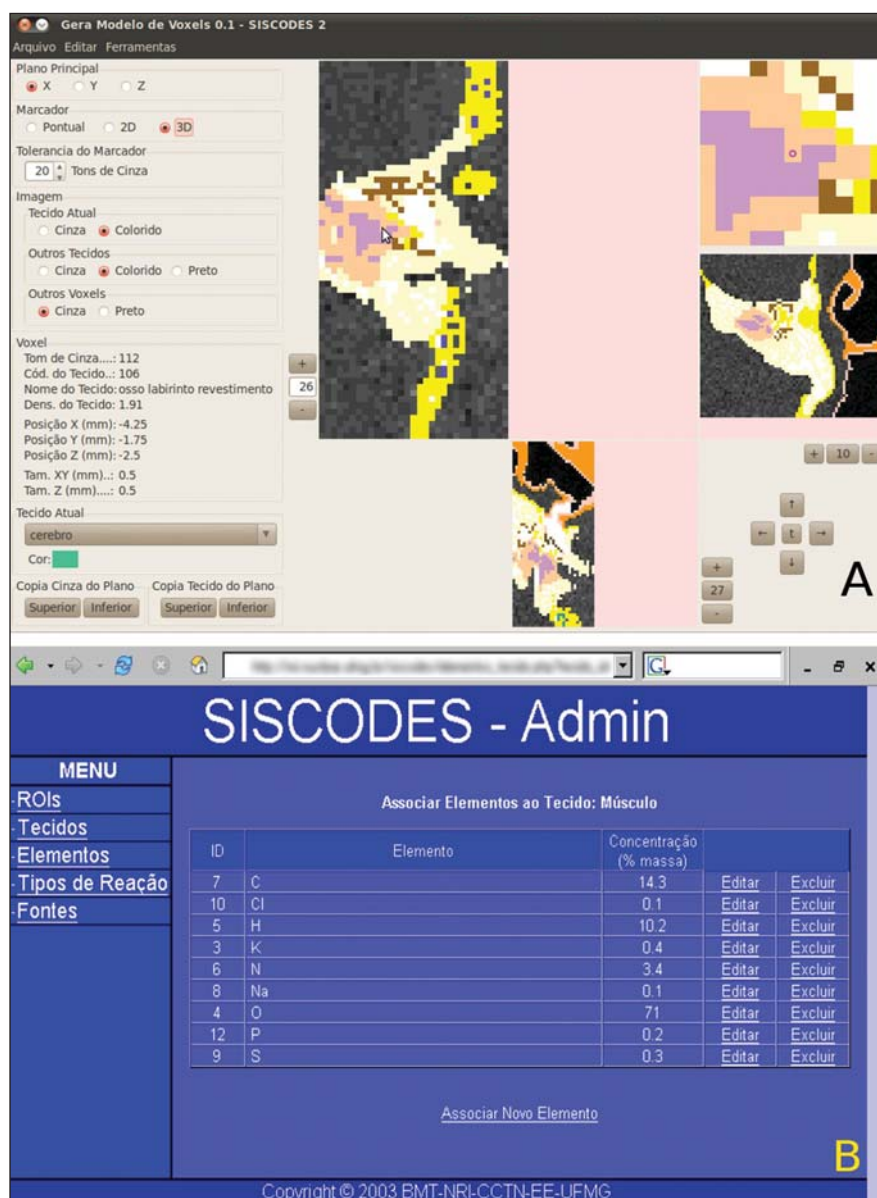 Gera Modelo de Voxels 0.1 - SISCODES 2
Arquivo Editar Ferramentas
Plano Principal
X Y Z
Marcador
Pontual 2D 3D
Tolerancia do Marcador
20 Tons de Cinza
Imagem
Tecido Atual
Cinza Colorido
Outros Tecidos
Cinza Colorido Preto
Outros Voxels
Cinza Preto
Voxel
Tom de Cinza....: 112
Cód. do Tecido..: 106
Nome do Tecido: osso labirinto revestimento
Dens. do Tecido: 1.91
Posição X (mm): -4.25
Posição Y (mm): -1.75
Posição Z (mm): -2.5
Tam. XY (mm)..: 0.5
Tam. Z (mm)....: 0.5
Tecido Atual
cerebro
Cor:
Copia Cinza do Plano Copia Tecido do Plano
Superior Inferior Superior Inferior
+
26
-
+ 10 -
↑
← t →
↓
+
27
-
A
G
SISCODES - Admin
MENU
-ROIs
-Tecidos
-Elementos
-Tipos de Reação
-Fontes
Associar Elementos ao Tecido: Músculo
ID Elemento Concentração (% massa)
7 C 14.3 Editar Excluir
10 Cl 0.1 Editar Excluir
5 H 10.2 Editar Excluir
3 K 0.4 Editar Excluir
6 N 3.4 Editar Excluir
8 Na 0.1 Editar Excluir
4 O 71 Editar Excluir
12 P 0.2 Editar Excluir
9 S 0.3 Editar Excluir
Associar Novo Elemento
B
Copyright © 2003 BMT-NRI-CCTN-EE-UFMG